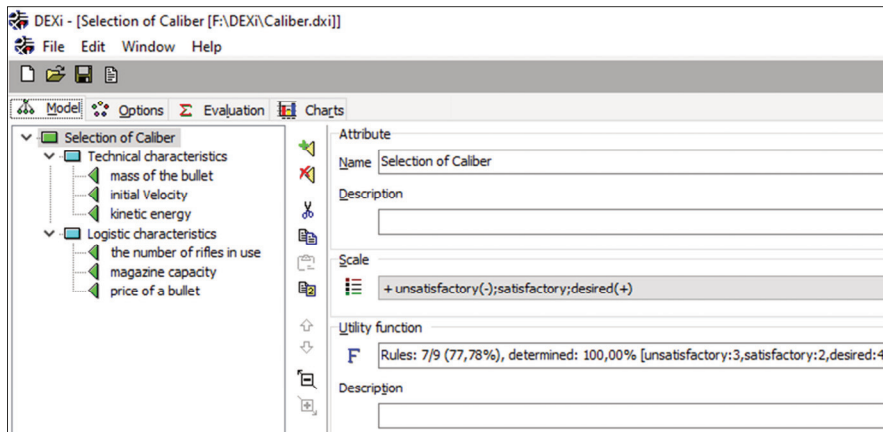 DEXi - [Selection of Caliber [F:\DEXi\Caliber.dxi]]
File Edit Window Help
Model Options Evaluation Charts
Selection of Caliber
Technical characteristics
mass of the bullet
initial Velocity
kinetic energy
Logistic characteristics
the number of rifles in use
magazine capacity
price of a bullet
Attribute
Name Selection of Caliber
Description
Scale
+ unsatisfactory(-);satisfactory;desired(+)
Utility function
F Rules: 7/9 (77,78%), determined: 100,00% [unsatisfactory:3,satisfactory:2,desired:4
Description